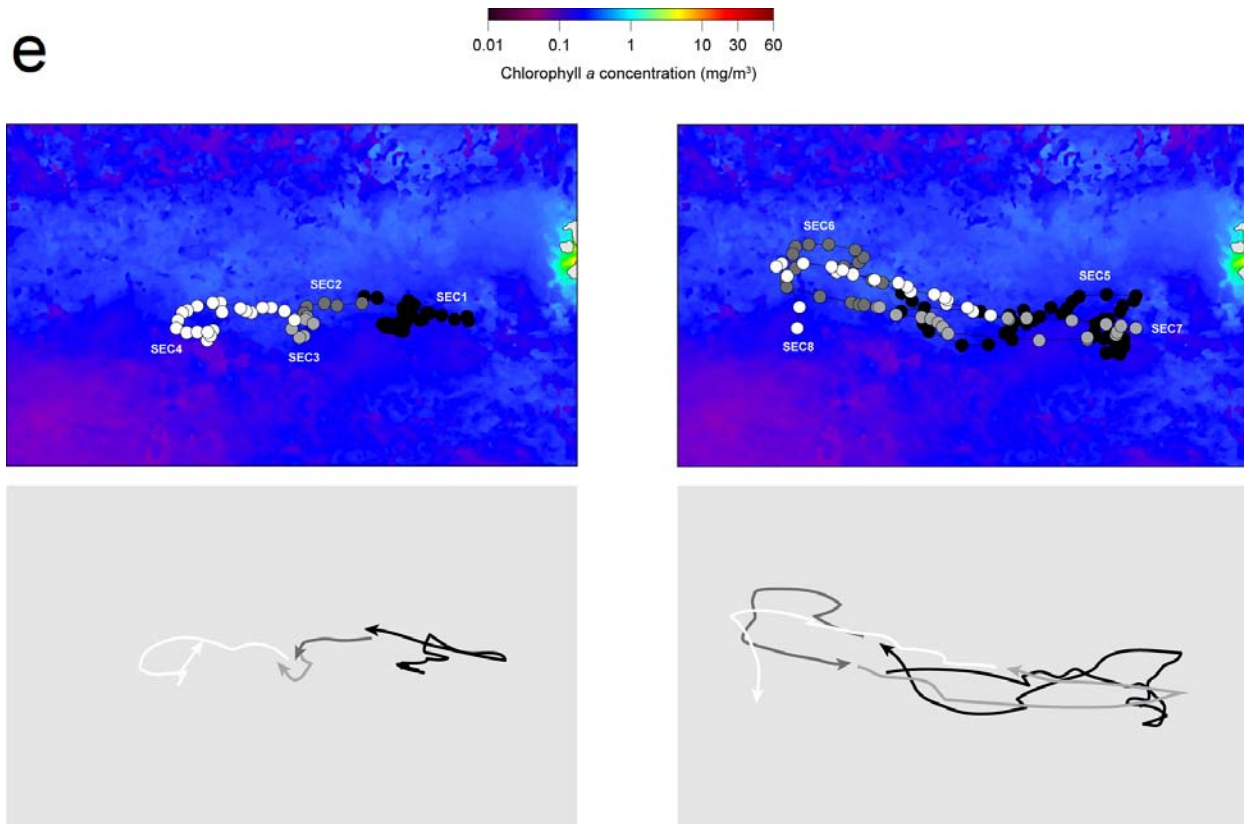 e
0.01 0.1 1 10 30 60
Chlorophyll a concentration (mg/m³)
SEC2 SEC1
SEC4 SEC3
SEC6
SEC5
SEC7
SEC8